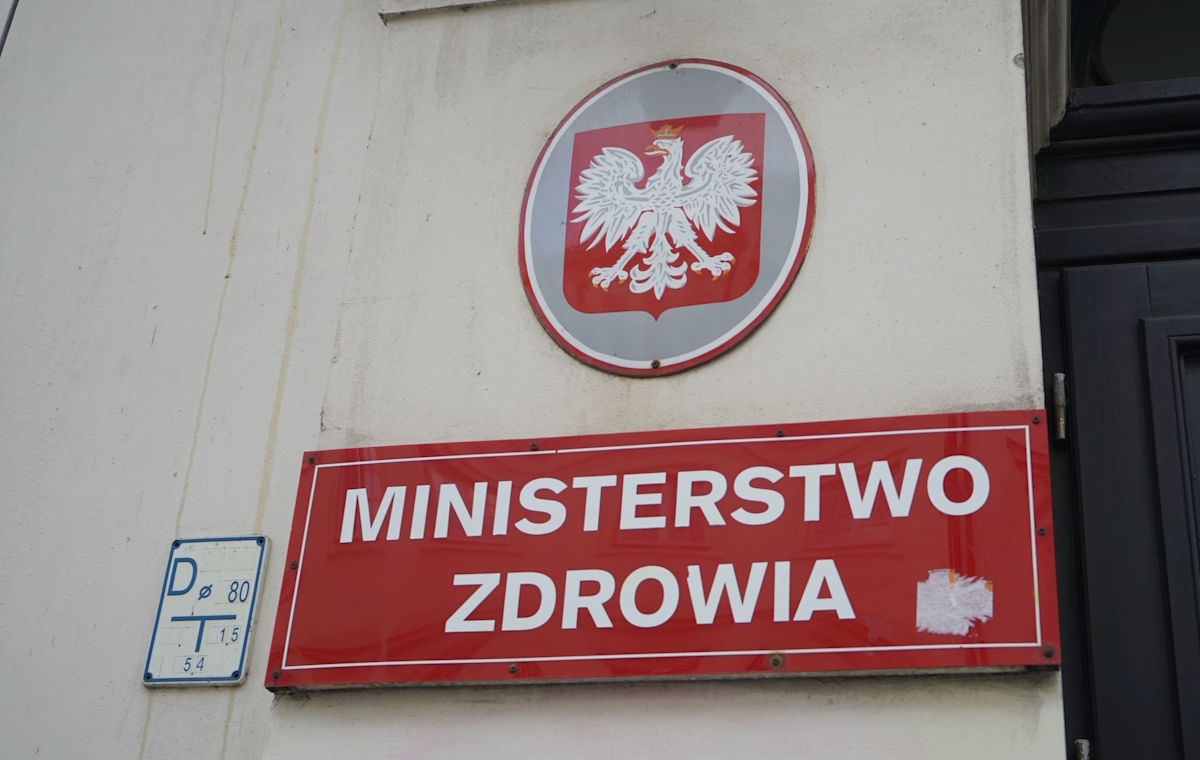 MINISTERSTWO
ZDROWIA
D ⌀ 80
1,5
5,4